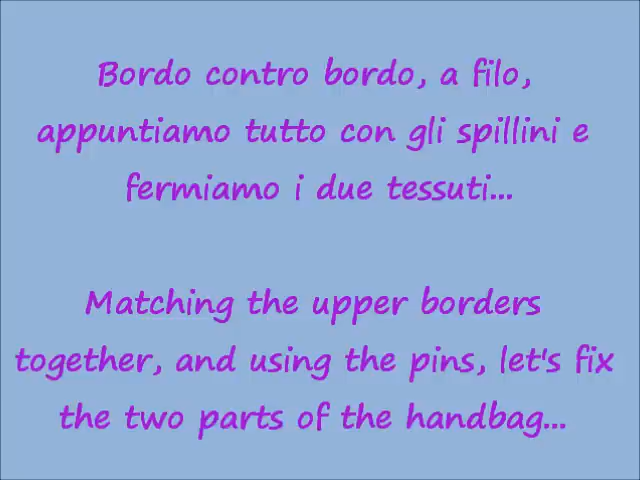 Bordo contro bordo, a filo,
appuntiamo tutto con gli spillini e
fermiamo i due tessuti...
Matching the upper borders
together, and using the pins, let's fix
the two parts of the handbag...